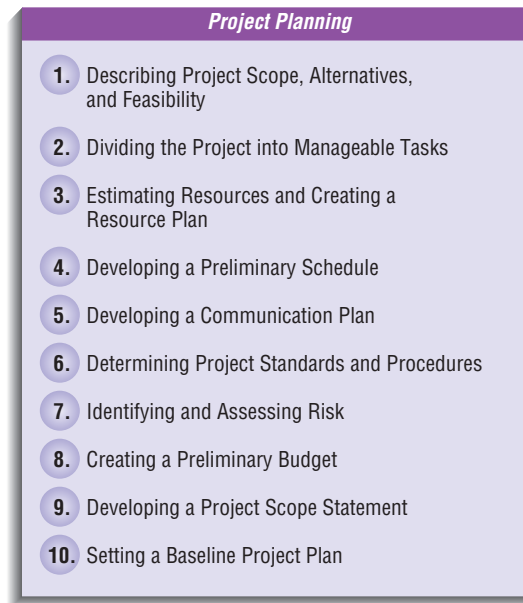 Project Planning
1. Describing Project Scope, Alternatives,
and Feasibility
2. Dividing the Project into Manageable Tasks
3. Estimating Resources and Creating a
Resource Plan
4. Developing a Preliminary Schedule
5. Developing a Communication Plan
6. Determining Project Standards and Procedures
7. Identifying and Assessing Risk
8. Creating a Preliminary Budget
9. Developing a Project Scope Statement
10. Setting a Baseline Project Plan